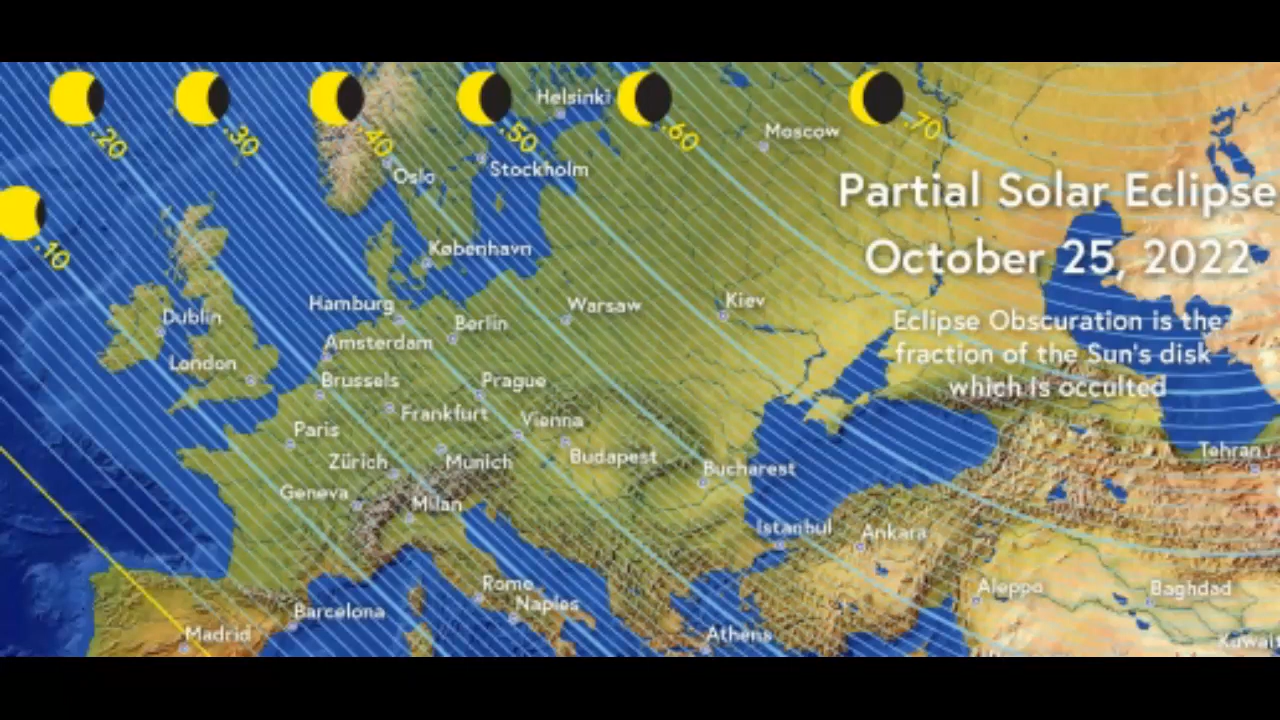 Helsinki
.20
.30
.40
.50
.60
.70
Moscow
Oslo
Stockholm
Partial Solar Eclipse
.10
København
October 25, 2022
Hamburg
Warsaw
Kiev
Dublin
Berlin
Eclipse Obscuration is the
Amsterdam
fraction of the Sun's disk
London
Brussels
Prague
which is occulted
Frankfurt
Vienna
Paris
Zürich
Munich
Budapest
Bucharest
Tehran
Geneva
Milan
Istanbul
Ankara
Rome
Aleppo
Baghdad
Barcelona
Naples
Madrid
Athens